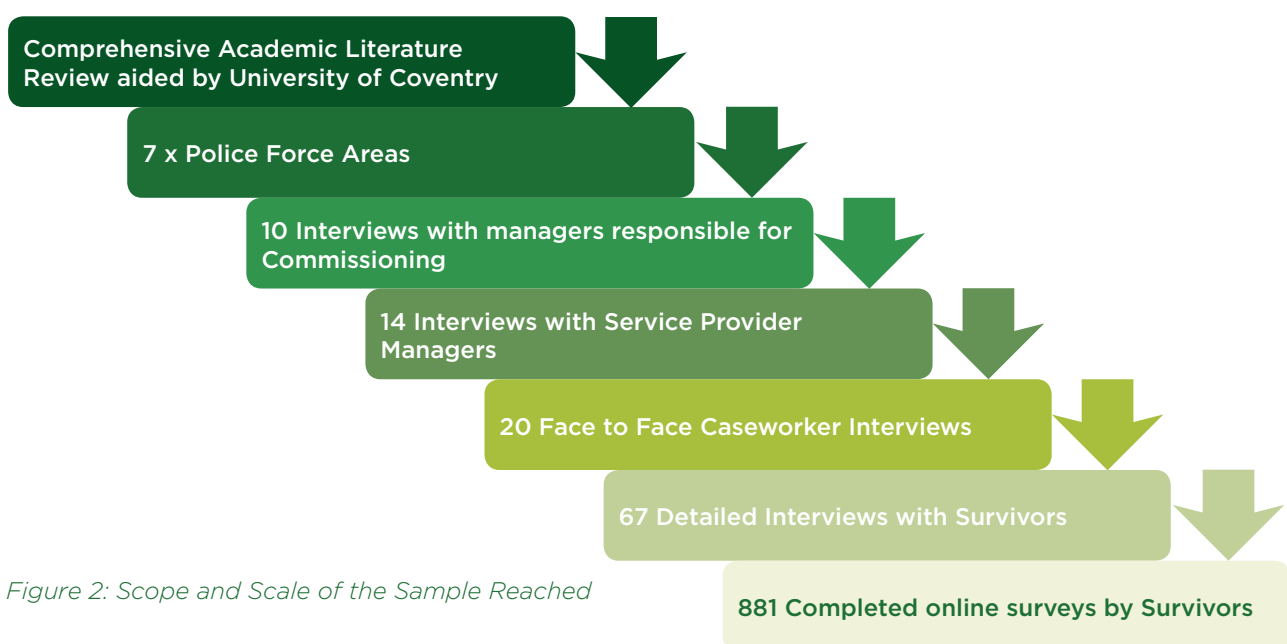 Comprehensive Academic Literature
Review aided by University of Coventry
7 x Police Force Areas
10 Interviews with managers responsible for
Commissioning
14 Interviews with Service Provider
Managers
20 Face to Face Caseworker Interviews
67 Detailed Interviews with Survivors
881 Completed online surveys by Survivors
Figure 2: Scope and Scale of the Sample Reached